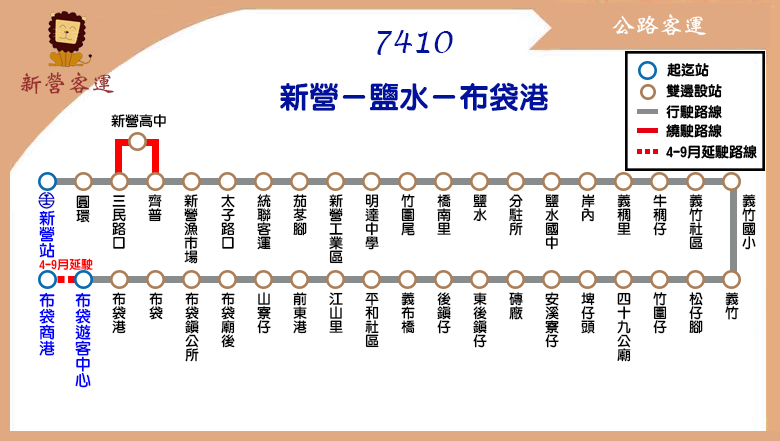 公路客運
7410
新營客運
新營－鹽水－布袋港
起迄站
雙邊設站
行駛路線
繞駛路線
4-9月延駛路線
新營高中
主新營站
圓環
三民路口
齊普
新營漁市場
太子路口
統聯客運
茄苳腳
新營工業區
明達中學
竹圍尾
橋南里
鹽水
分駐所
鹽水國中
岸內
義稠里
牛稠仔
義竹社區
義竹國小
4-9月延駛
布袋商港
布袋遊客中心
布袋港
布袋
布袋鎮公所
布袋廟後
山寮仔
前東港
江山里
平和社區
義布橋
後鎮仔
東後鎮仔
磚廠
安溪寮仔
埤仔頭
四十九公廟
竹圍仔
松仔腳
義竹